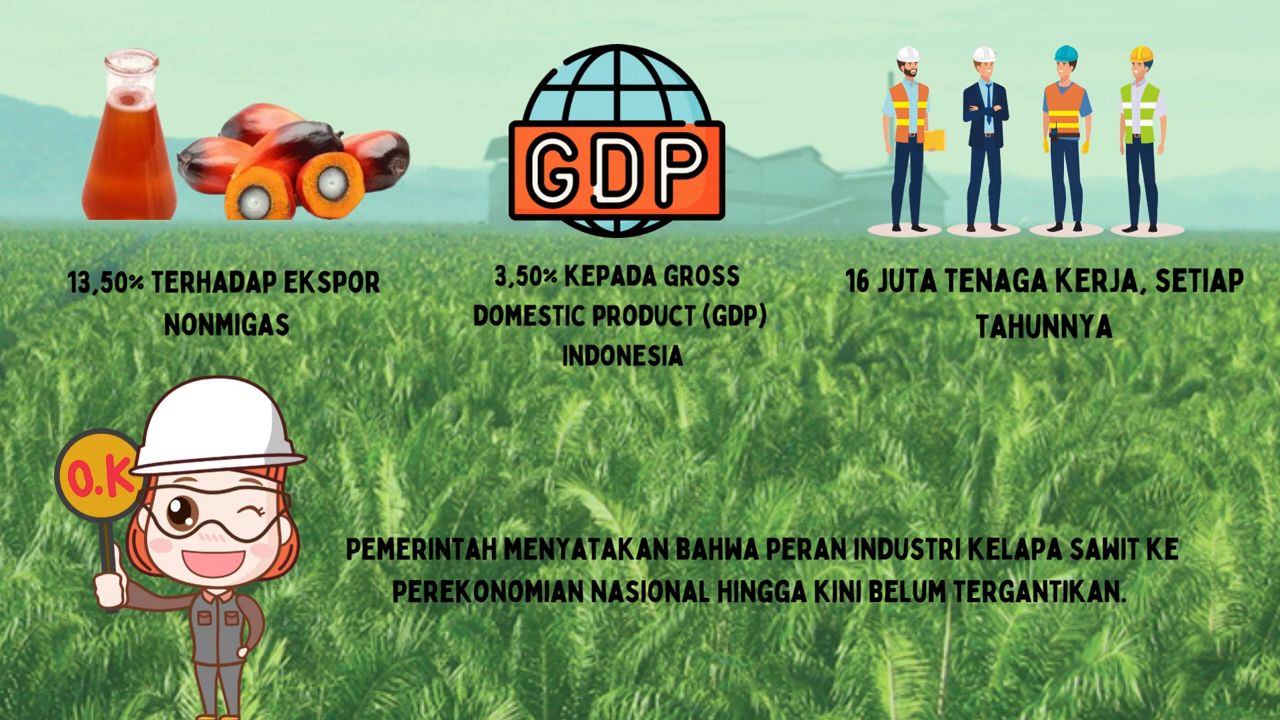 GDP
13,50% TERHADAP EKSPOR
NONMIGAS
3,50% KEPADA GROSS
DOMESTIC PRODUCT (GDP)
INDONESIA
16 JUTA TENAGA KERJA, SETIAP
TAHUNNYA
O.K
PEMERINTAH MENYATAKAN BAHWA PERAN INDUSTRI KELAPA SAWIT KE
PEREKONOMIAN NASIONAL HINGGA KINI BELUM TERGANTIKAN.